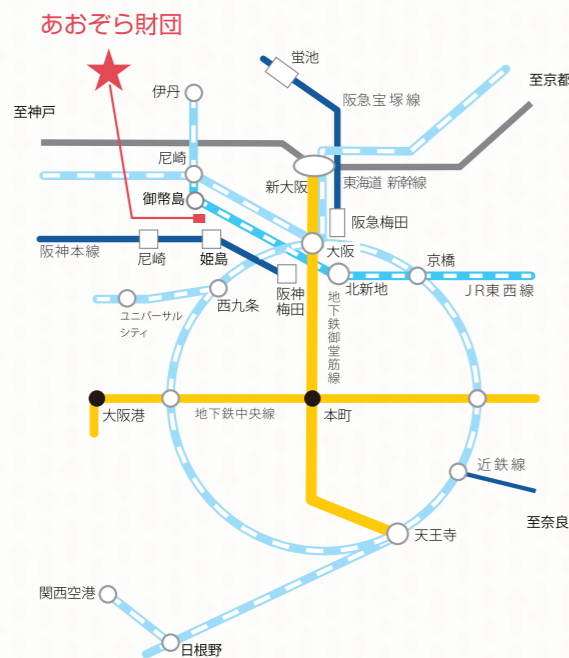 あおぞら財団
蛍池
伊丹
阪急宝塚線
至京都
至神戸
尼崎
新大阪
東海道 新幹線
御幣島
阪急梅田
大阪
阪神本線
尼崎
姫島
京橋
阪神
梅田
北新地
JR東西線
西九条
地下鉄御堂筋線
ユニバーサル
シティ
大阪港
地下鉄中央線
本町
近鉄線
至奈良
天王寺
関西空港
日根野